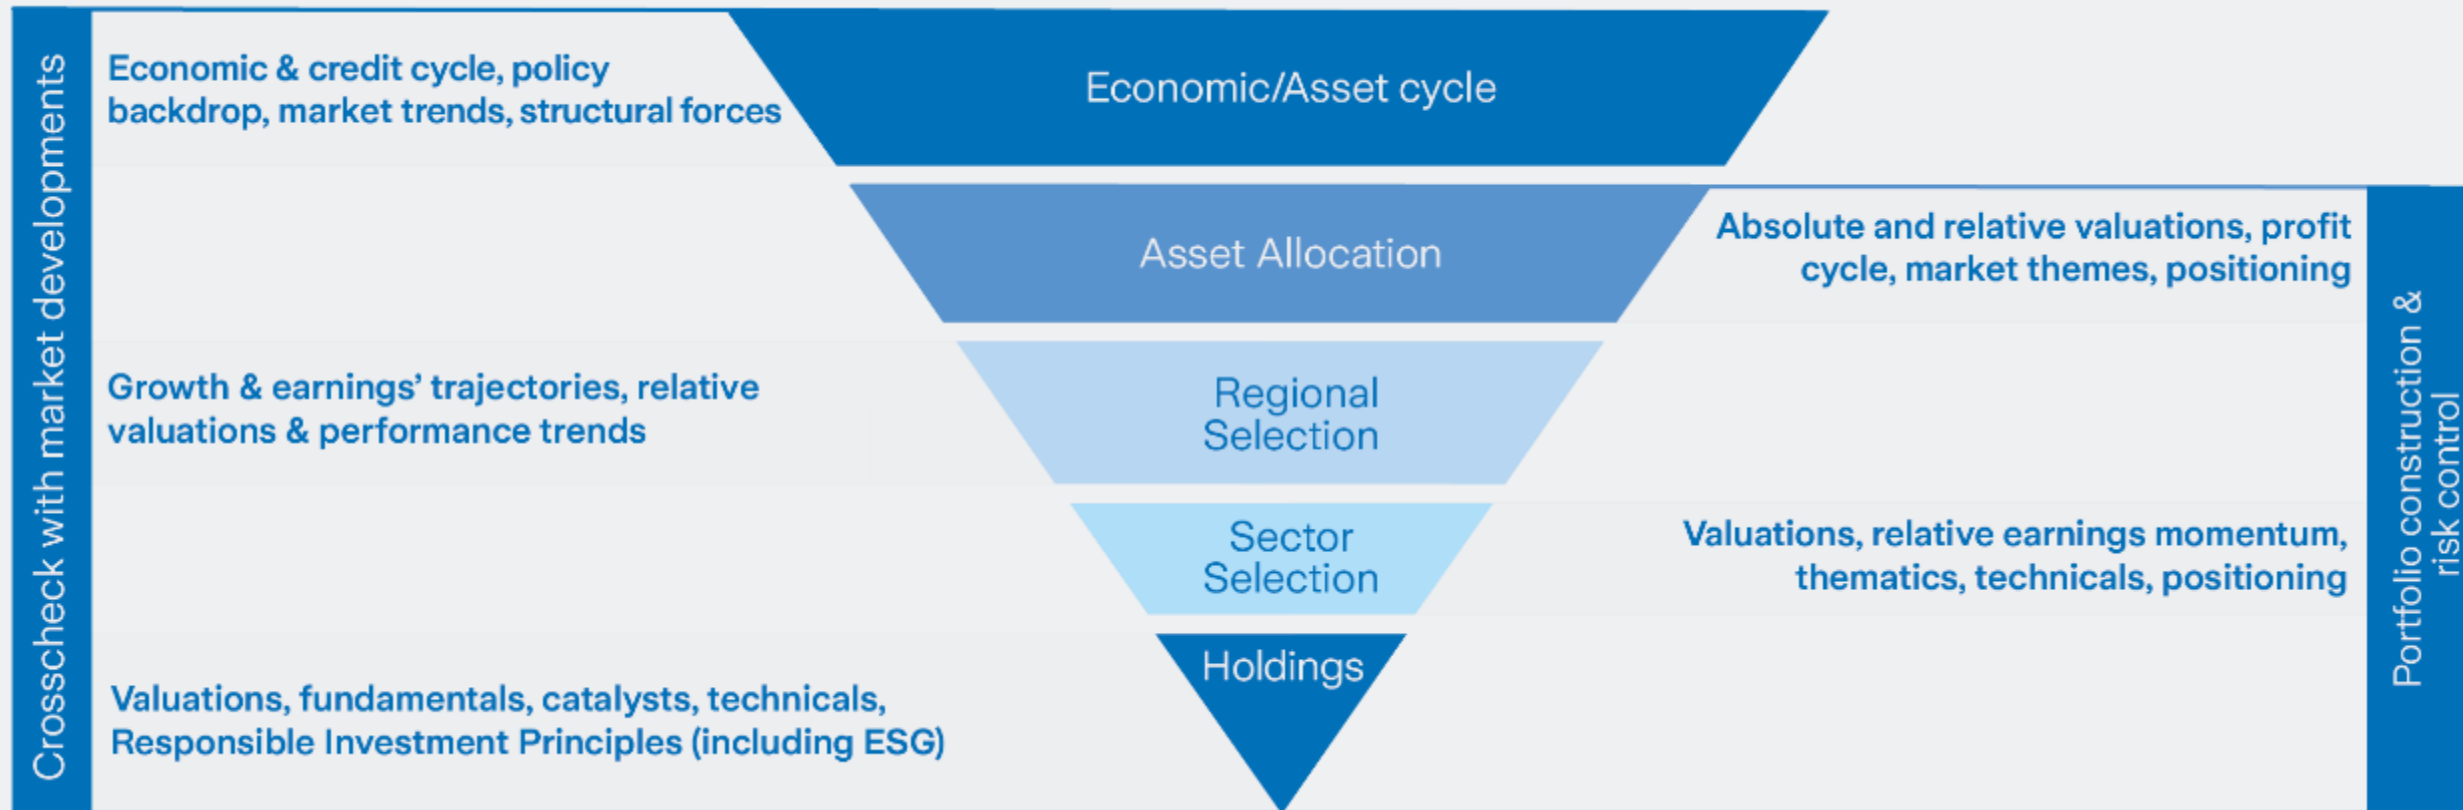 Crosscheck with market developments
Economic & credit cycle, policy
backdrop, market trends, structural forces
Economic/Asset cycle
Asset Allocation
Absolute and relative valuations, profit
cycle, market themes, positioning
Growth & earnings’ trajectories, relative
valuations & performance trends
Regional
Selection
Sector
Selection
Valuations, relative earnings momentum,
thematics, technicals, positioning
Holdings
Valuations, fundamentals, catalysts, technicals,
Responsible Investment Principles (including ESG)
Portfolio construction &
risk control